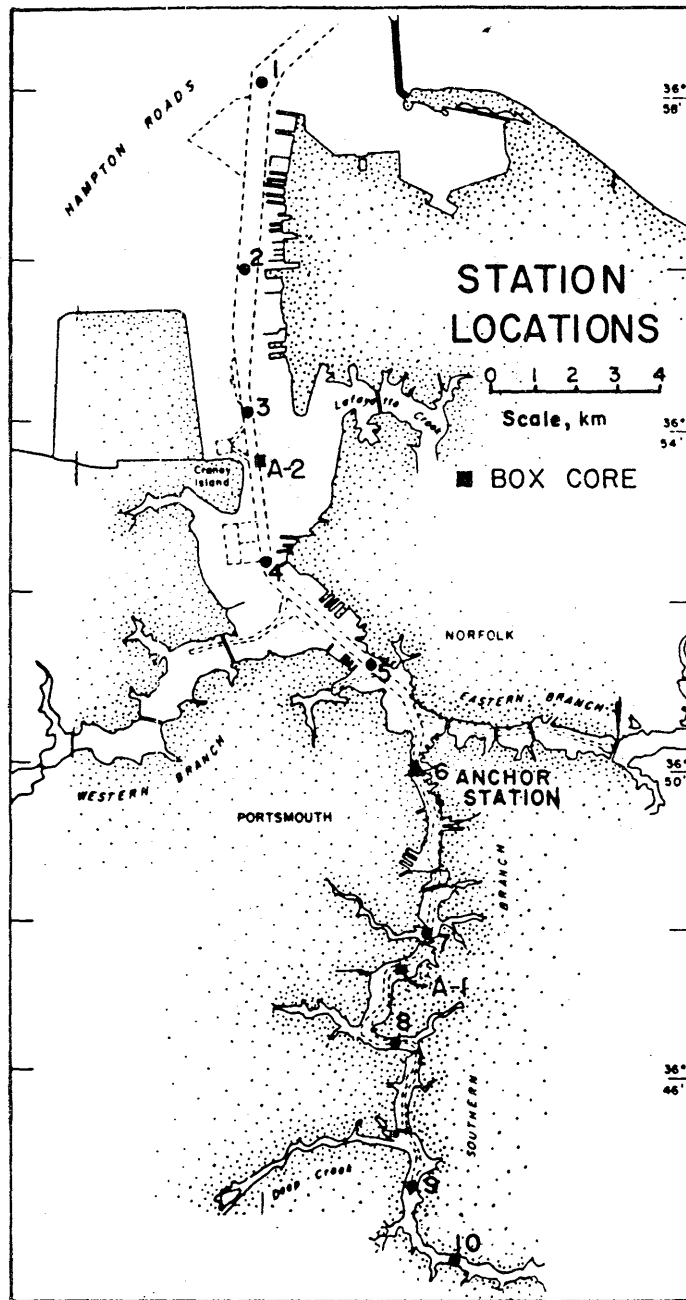 1
36°
58'
HAMPTON ROADS
2
STATION
LOCATIONS
0 1 2 3 4
Scale, km
3
Lafayette Creek
36°
54'
A-2
Craney
Island
■ BOX CORE
4
NORFOLK
5
EASTERN BRANCH
6 ANCHOR
STATION
36°
50'
WESTERN BRANCH
PORTSMOUTH
7
A-1
8
SOUTHERN BRANCH
36°
46'
Deep Creek
9
10